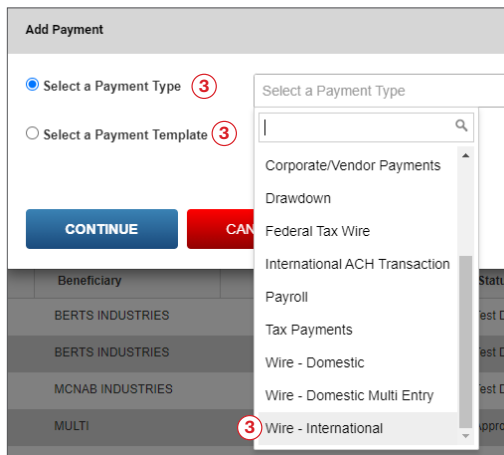 Add Payment
Select a Payment Type 3
Select a Payment Type
Select a Payment Template 3
Corporate/Vendor Payments
Drawdown
Federal Tax Wire
International ACH Transaction
Payroll
Tax Payments
Wire - Domestic
Wire - Domestic Multi Entry
3 Wire - International
CONTINUE
Beneficiary
BERTS INDUSTRIES
BERTS INDUSTRIES
MCNAB INDUSTRIES
MULTI